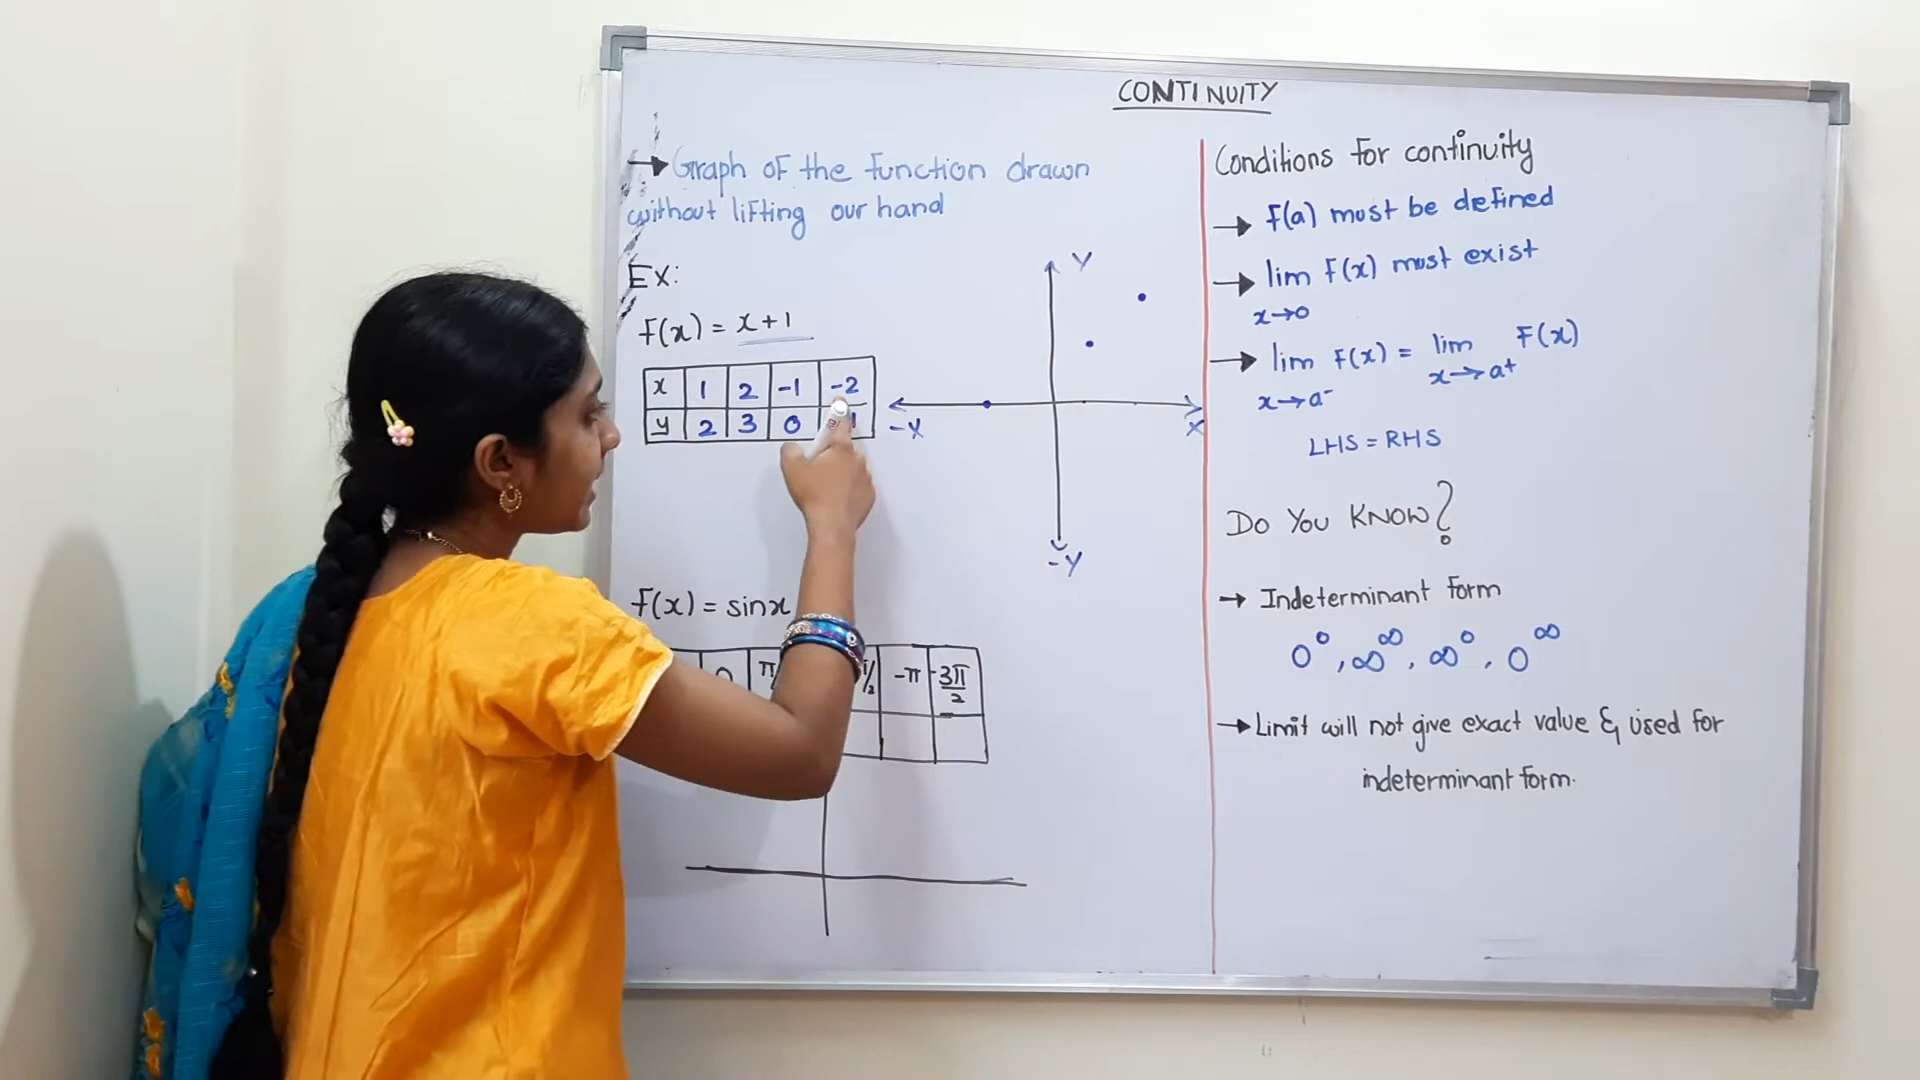 CONTINUITY
Graph of the function drawn
without lifting our hand
Ex:
f(x) = x+1
x 1 2 -1 -2
y 2 3 0 1
Y
X
-X
-Y
f(x) = sinx
0 π/ /2 -π -3π/2
Conditions for continuity
→ f(a) must be defined
→ lim f(x) must exist
x→0
→ lim f(x) = lim f(x)
x→a⁻ x→a⁺
LHS = RHS
DO YOU KNOW?
→ Indeterminant form
0⁰, ∞^∞, ∞⁰, 0^∞
→ Limit will not give exact value & used for
indeterminant form.